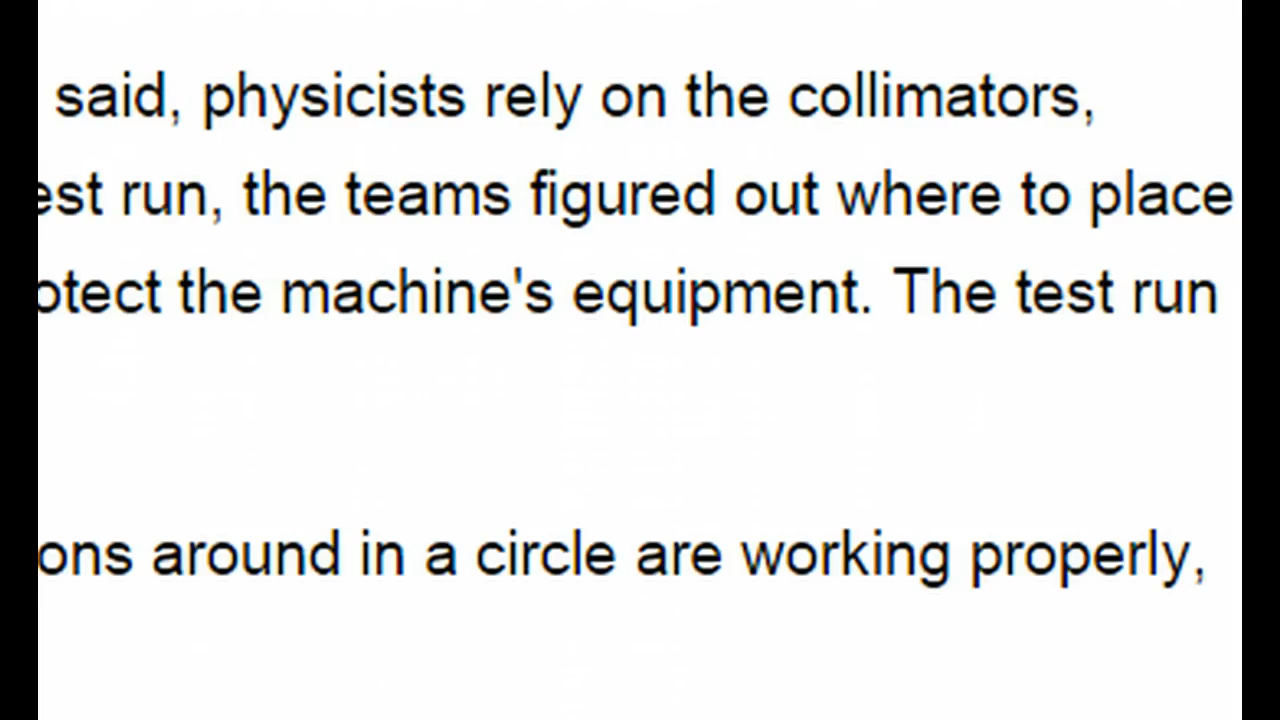 said, physicists rely on the collimators,
est run, the teams figured out where to place
otect the machine's equipment. The test run
ons around in a circle are working properly,